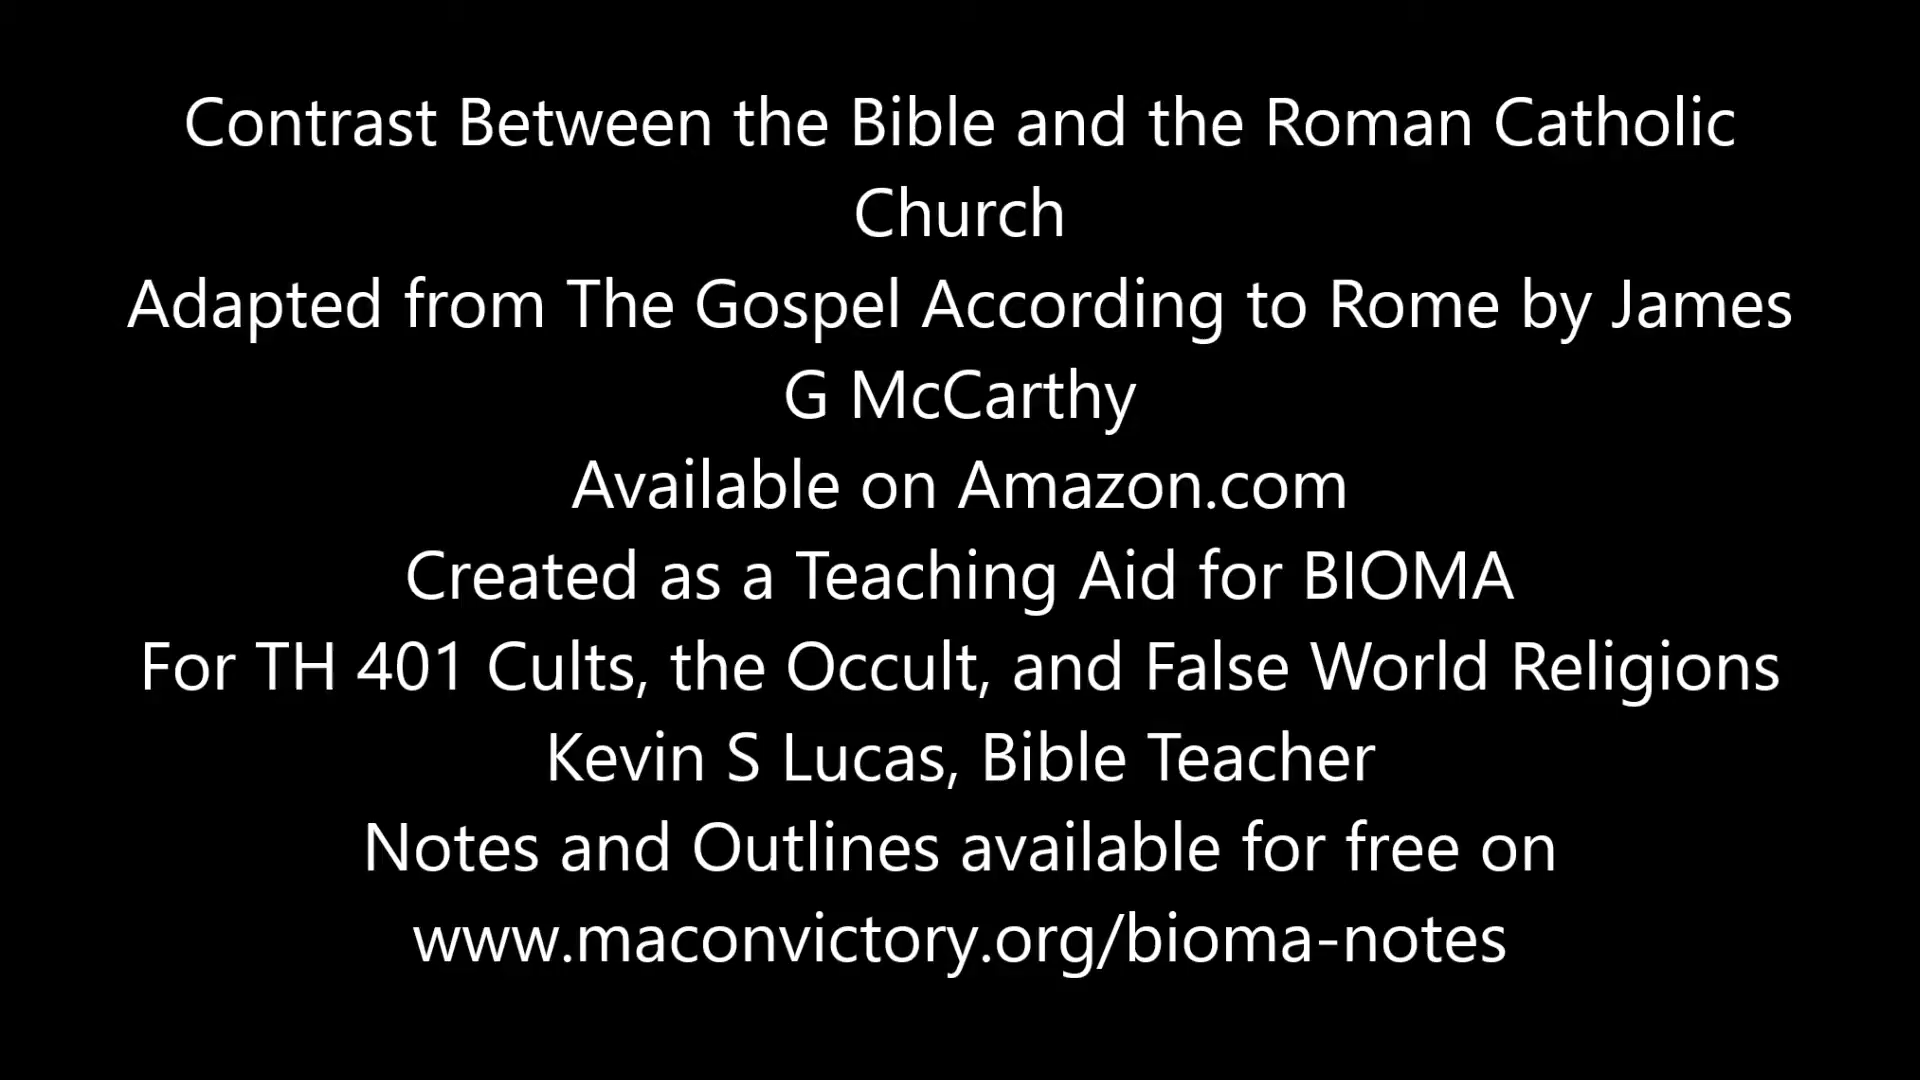 Contrast Between the Bible and the Roman Catholic
Church
Adapted from The Gospel According to Rome by James
G McCarthy
Available on Amazon.com
Created as a Teaching Aid for BIOMA
For TH 401 Cults, the Occult, and False World Religions
Kevin S Lucas, Bible Teacher
Notes and Outlines available for free on
www.maconvictory.org/bioma-notes